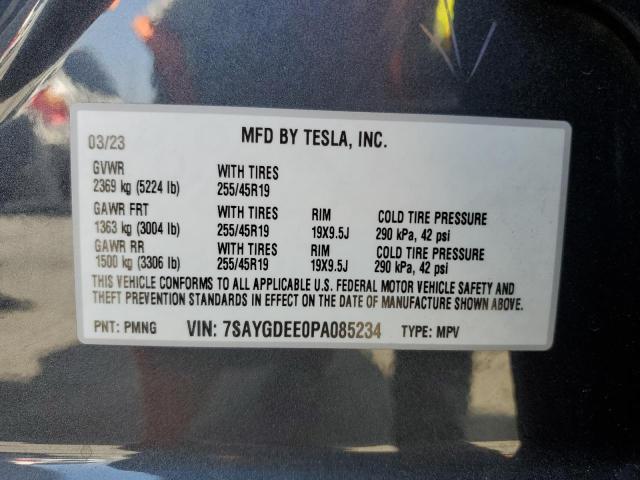 03/23 MFD BY TESLA, INC.
GVWR WITH TIRES
2369 kg (5224 lb) 255/45R19
GAWR FRT WITH TIRES RIM COLD TIRE PRESSURE
1363 kg (3004 lb) 255/45R19 19X9.5J 290 kPa, 42 psi
GAWR RR WITH TIRES RIM COLD TIRE PRESSURE
1500 kg (3306 lb) 255/45R19 19X9.5J 290 kPa, 42 psi
THIS VEHICLE CONFORMS TO ALL APPLICABLE U.S. FEDERAL MOTOR VEHICLE SAFETY AND
THEFT PREVENTION STANDARDS IN EFFECT ON THE DATE OF MANUFACTURE SHOWN ABOVE.
PNT: PMNG VIN: 7SAYGDEE0PA085234 TYPE: MPV